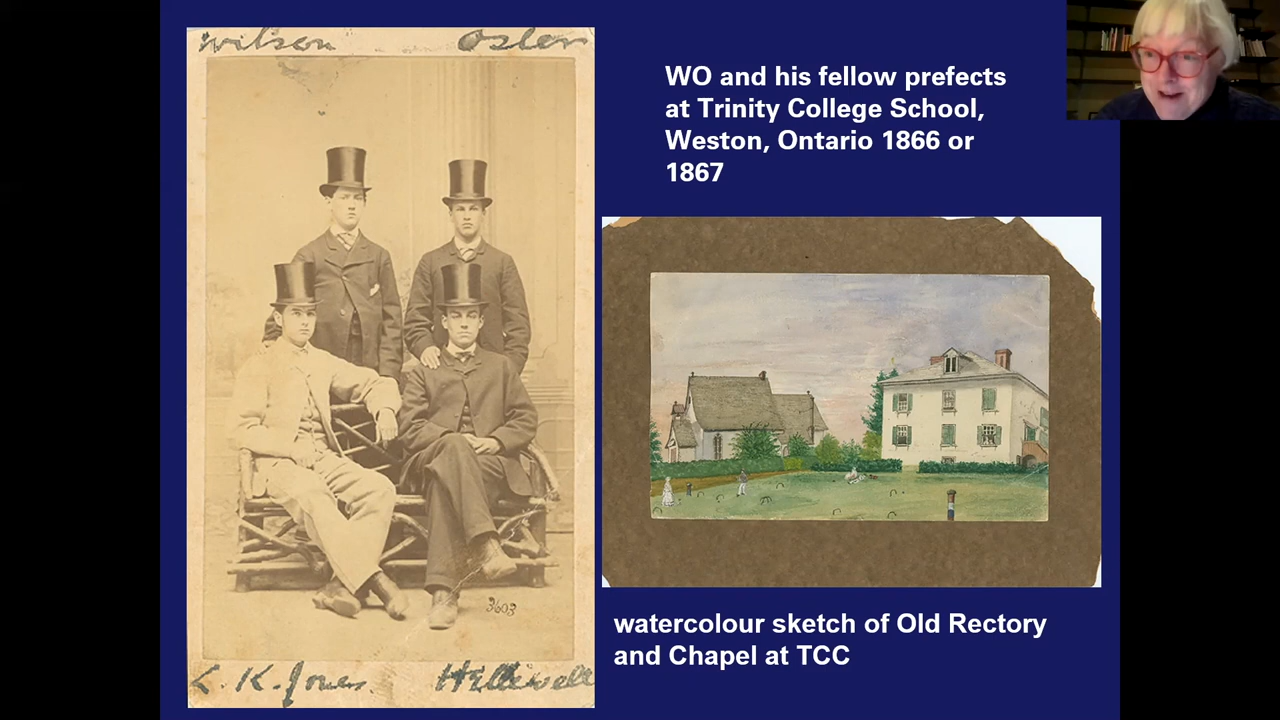 Wilson Osler
WO and his fellow prefects
at Trinity College School,
Weston, Ontario 1866 or
1867
3603
L. K. Jones. Hillewell
watercolour sketch of Old Rectory
and Chapel at TCC